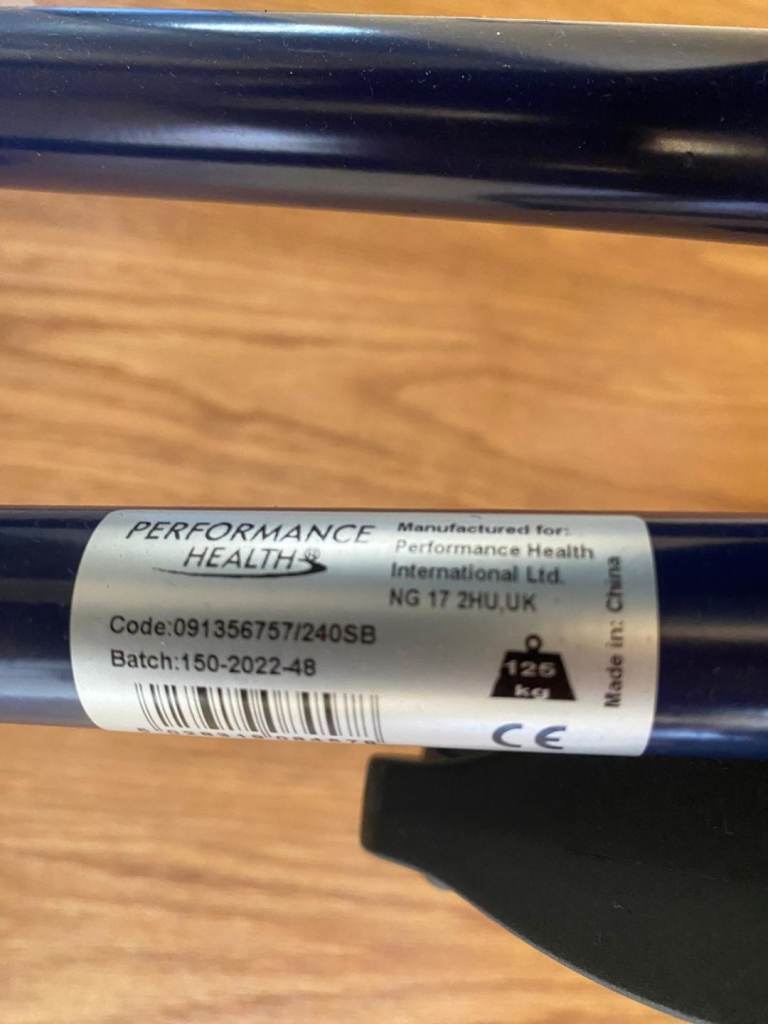 PERFORMANCE
HEALTH®
Manufactured for:
Performance Health
International Ltd.
NG 17 2HU,UK
Code:091356757/240SB
Batch:150-2022-48
125
kg
Made in: China
CE